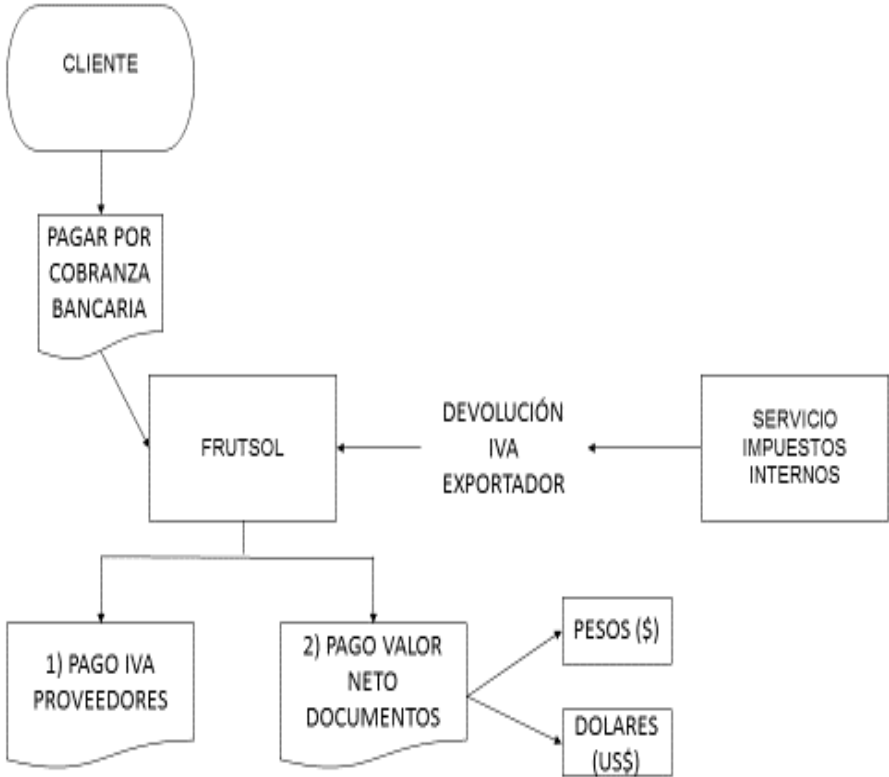 CLIENTE
PAGAR POR
COBRANZA
BANCARIA
FRUTSOL
DEVOLUCIÓN
IVA
EXPORTADOR
SERVICIO
IMPUESTOS
INTERNOS
1) PAGO IVA
PROVEEDORES
2) PAGO VALOR
NETO
DOCUMENTOS
PESOS ($)
DOLARES
(US$)